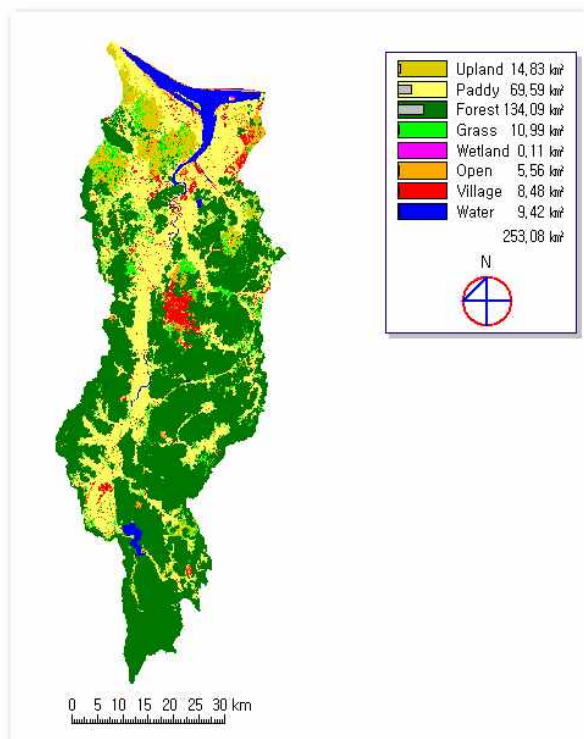 Upland 14,83 km²
Paddy 69,59 km²
Forest 134,09 km²
Grass 10,99 km²
Wetland 0,11 km²
Open 5,56 km²
Village 8,48 km²
Water 9,42 km²
253,08 km²
N
0 5 10 15 20 25 30 km